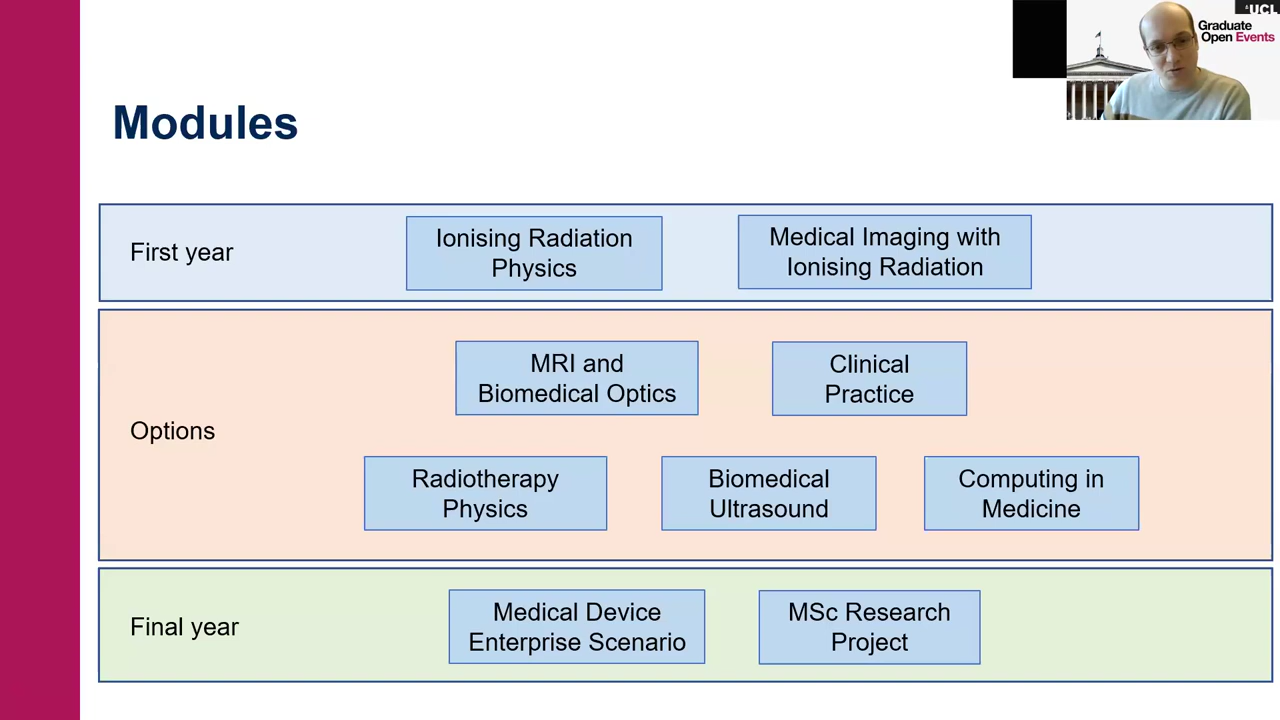 UCL
Graduate
Open Events
Modules
First year
Ionising Radiation
Physics
Medical Imaging with
Ionising Radiation
Options
MRI and
Biomedical Optics
Clinical
Practice
Radiotherapy
Physics
Biomedical
Ultrasound
Computing in
Medicine
Final year
Medical Device
Enterprise Scenario
MSc Research
Project